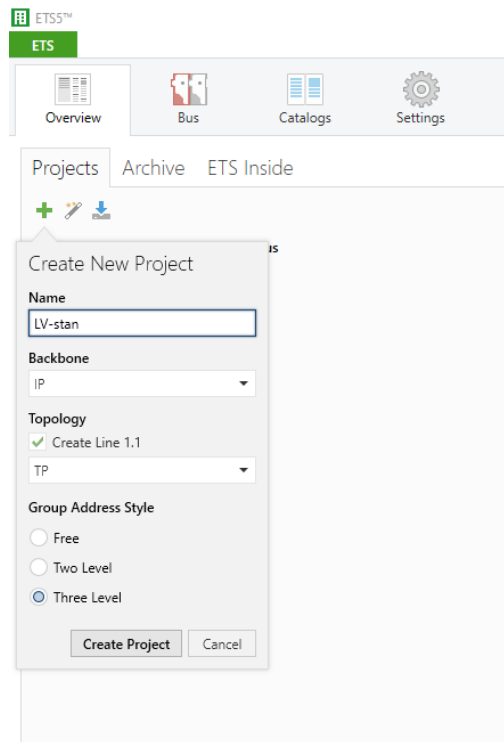 ETS5™
ETS
Overview Bus Catalogs Settings
Projects Archive ETS Inside
Create New Project
Name
LV-stan
Backbone
IP
Topology
Create Line 1.1
TP
Group Address Style
Free
Two Level
Three Level
Create Project Cancel